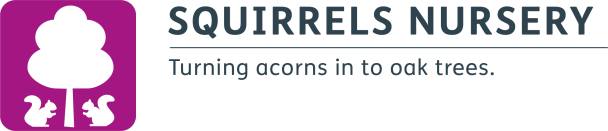 SQUIRRELS NURSERY
Turning acorns in to oak trees.